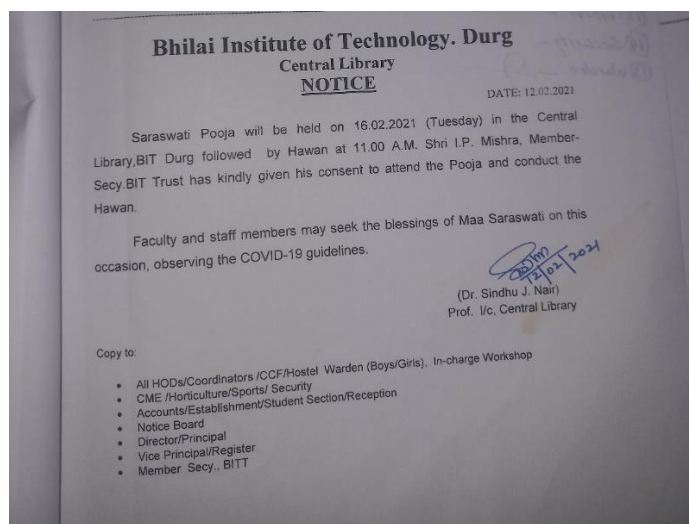 Bhilai Institute of Technology. Durg
Central Library
NOTICE
DATE: 12.02.2021
Saraswati Pooja will be held on 16.02.2021 (Tuesday) in the Central
Library,BIT Durg followed by Hawan at 11.00 A.M. Shri I.P. Mishra, Member-
Secy.BIT Trust has kindly given his consent to attend the Pooja and conduct the
Hawan.
Faculty and staff members may seek the blessings of Maa Saraswati on this
occasion, observing the COVID-19 guidelines.
12/02/2021
(Dr. Sindhu J. Nair)
Prof. I/c, Central Library
Copy to:
• All HODs/Coordinators /CCF/Hostel Warden (Boys/Girls), In-charge Workshop
• CME /Horticulture/Sports/ Security
• Accounts/Establishment/Student Section/Reception
• Notice Board
• Director/Principal
• Vice Principal/Register
• Member Secy., BITT